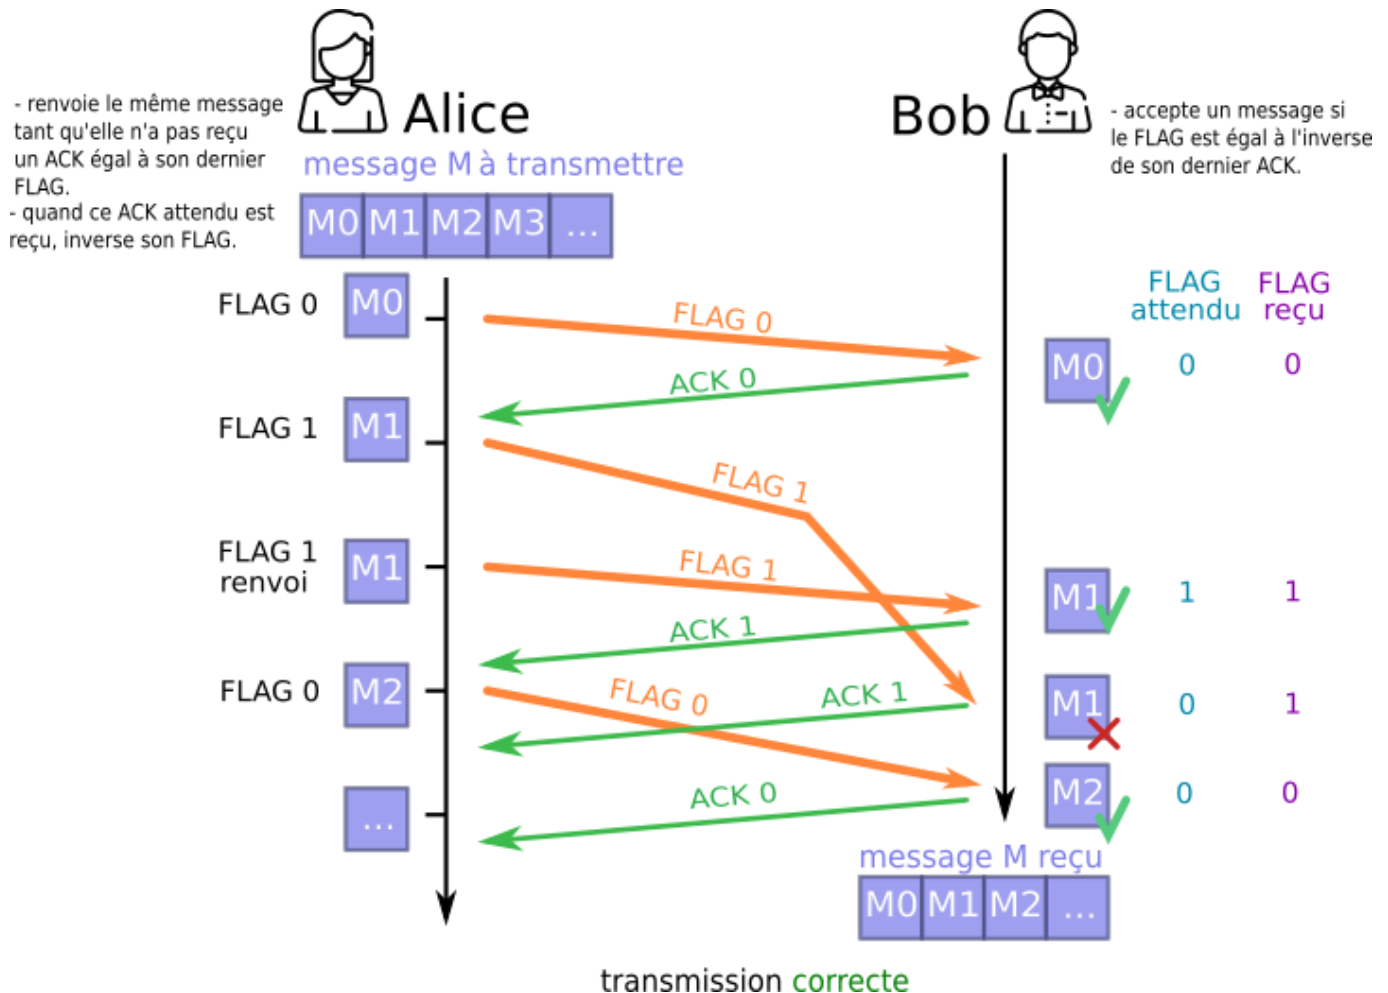 - renvoie le même message
tant qu'elle n'a pas reçu
un ACK égal à son dernier
FLAG.
- quand ce ACK attendu est
reçu, inverse son FLAG.
Alice
Bob
- accepte un message si
le FLAG est égal à l'inverse
de son dernier ACK.
message M à transmettre
M0 M1 M2 M3 ...
FLAG attendu
FLAG reçu
FLAG 0 M0
FLAG 0
M0 0 0
ACK 0
FLAG 1 M1
FLAG 1
FLAG 1
renvoi
M1
FLAG 1
M1 1 1
ACK 1
FLAG 0 M2
FLAG 0
ACK 1
M1 0 1
M2 0 0
ACK 0
...
message M reçu
M0 M1 M2 ...
transmission correcte